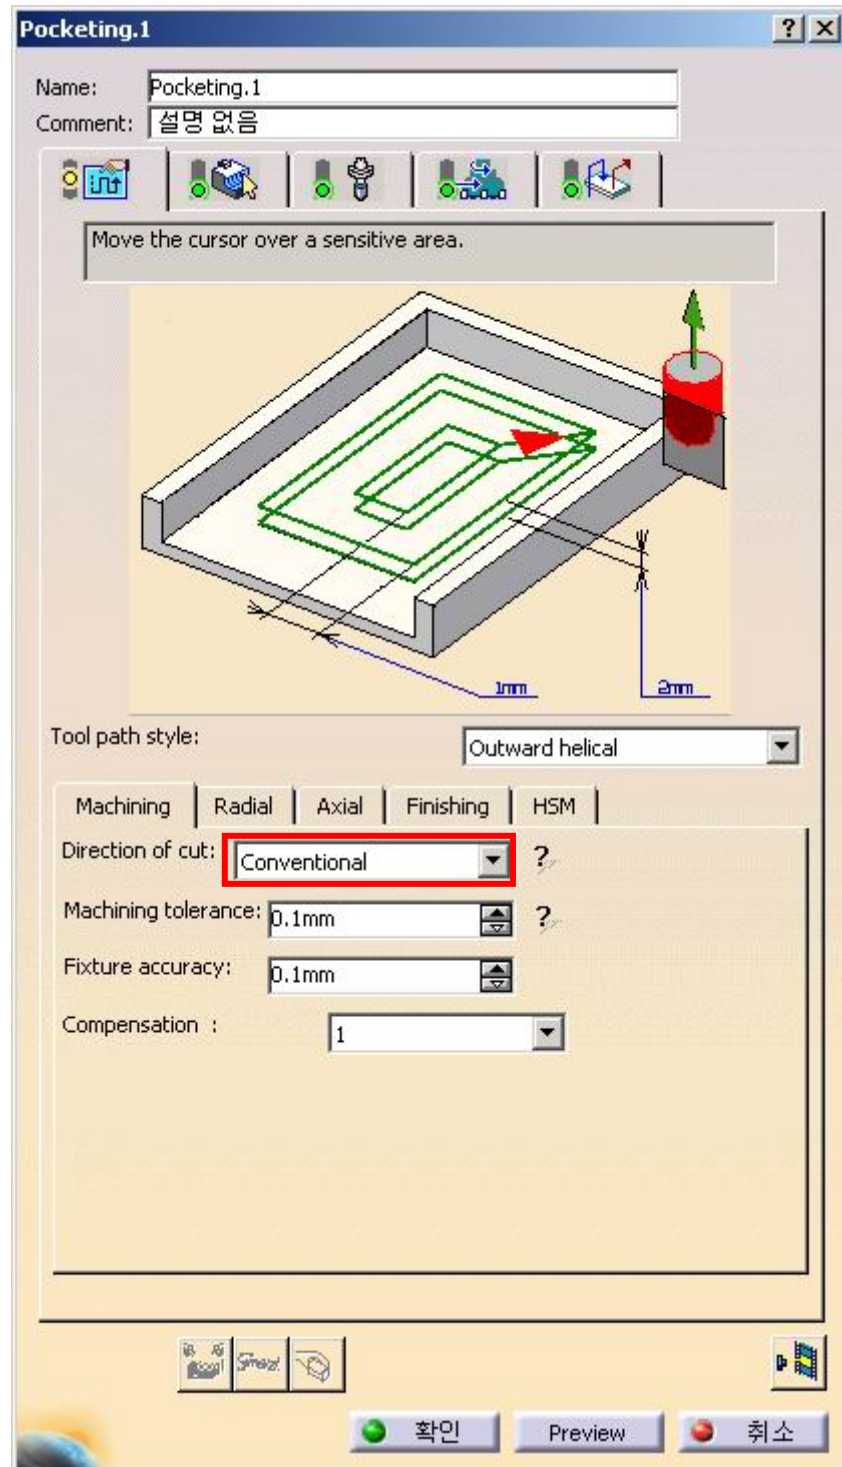 Pocketing.1
Name: Pocketing.1
Comment: 설명 없음
Move the cursor over a sensitive area.
1mm
2mm
Tool path style: Outward helical
Machining Radial Axial Finishing HSM
Direction of cut: Conventional ?
Machining tolerance: 0.1mm ?
Fixture accuracy: 0.1mm
Compensation : 1
확인 Preview 취소